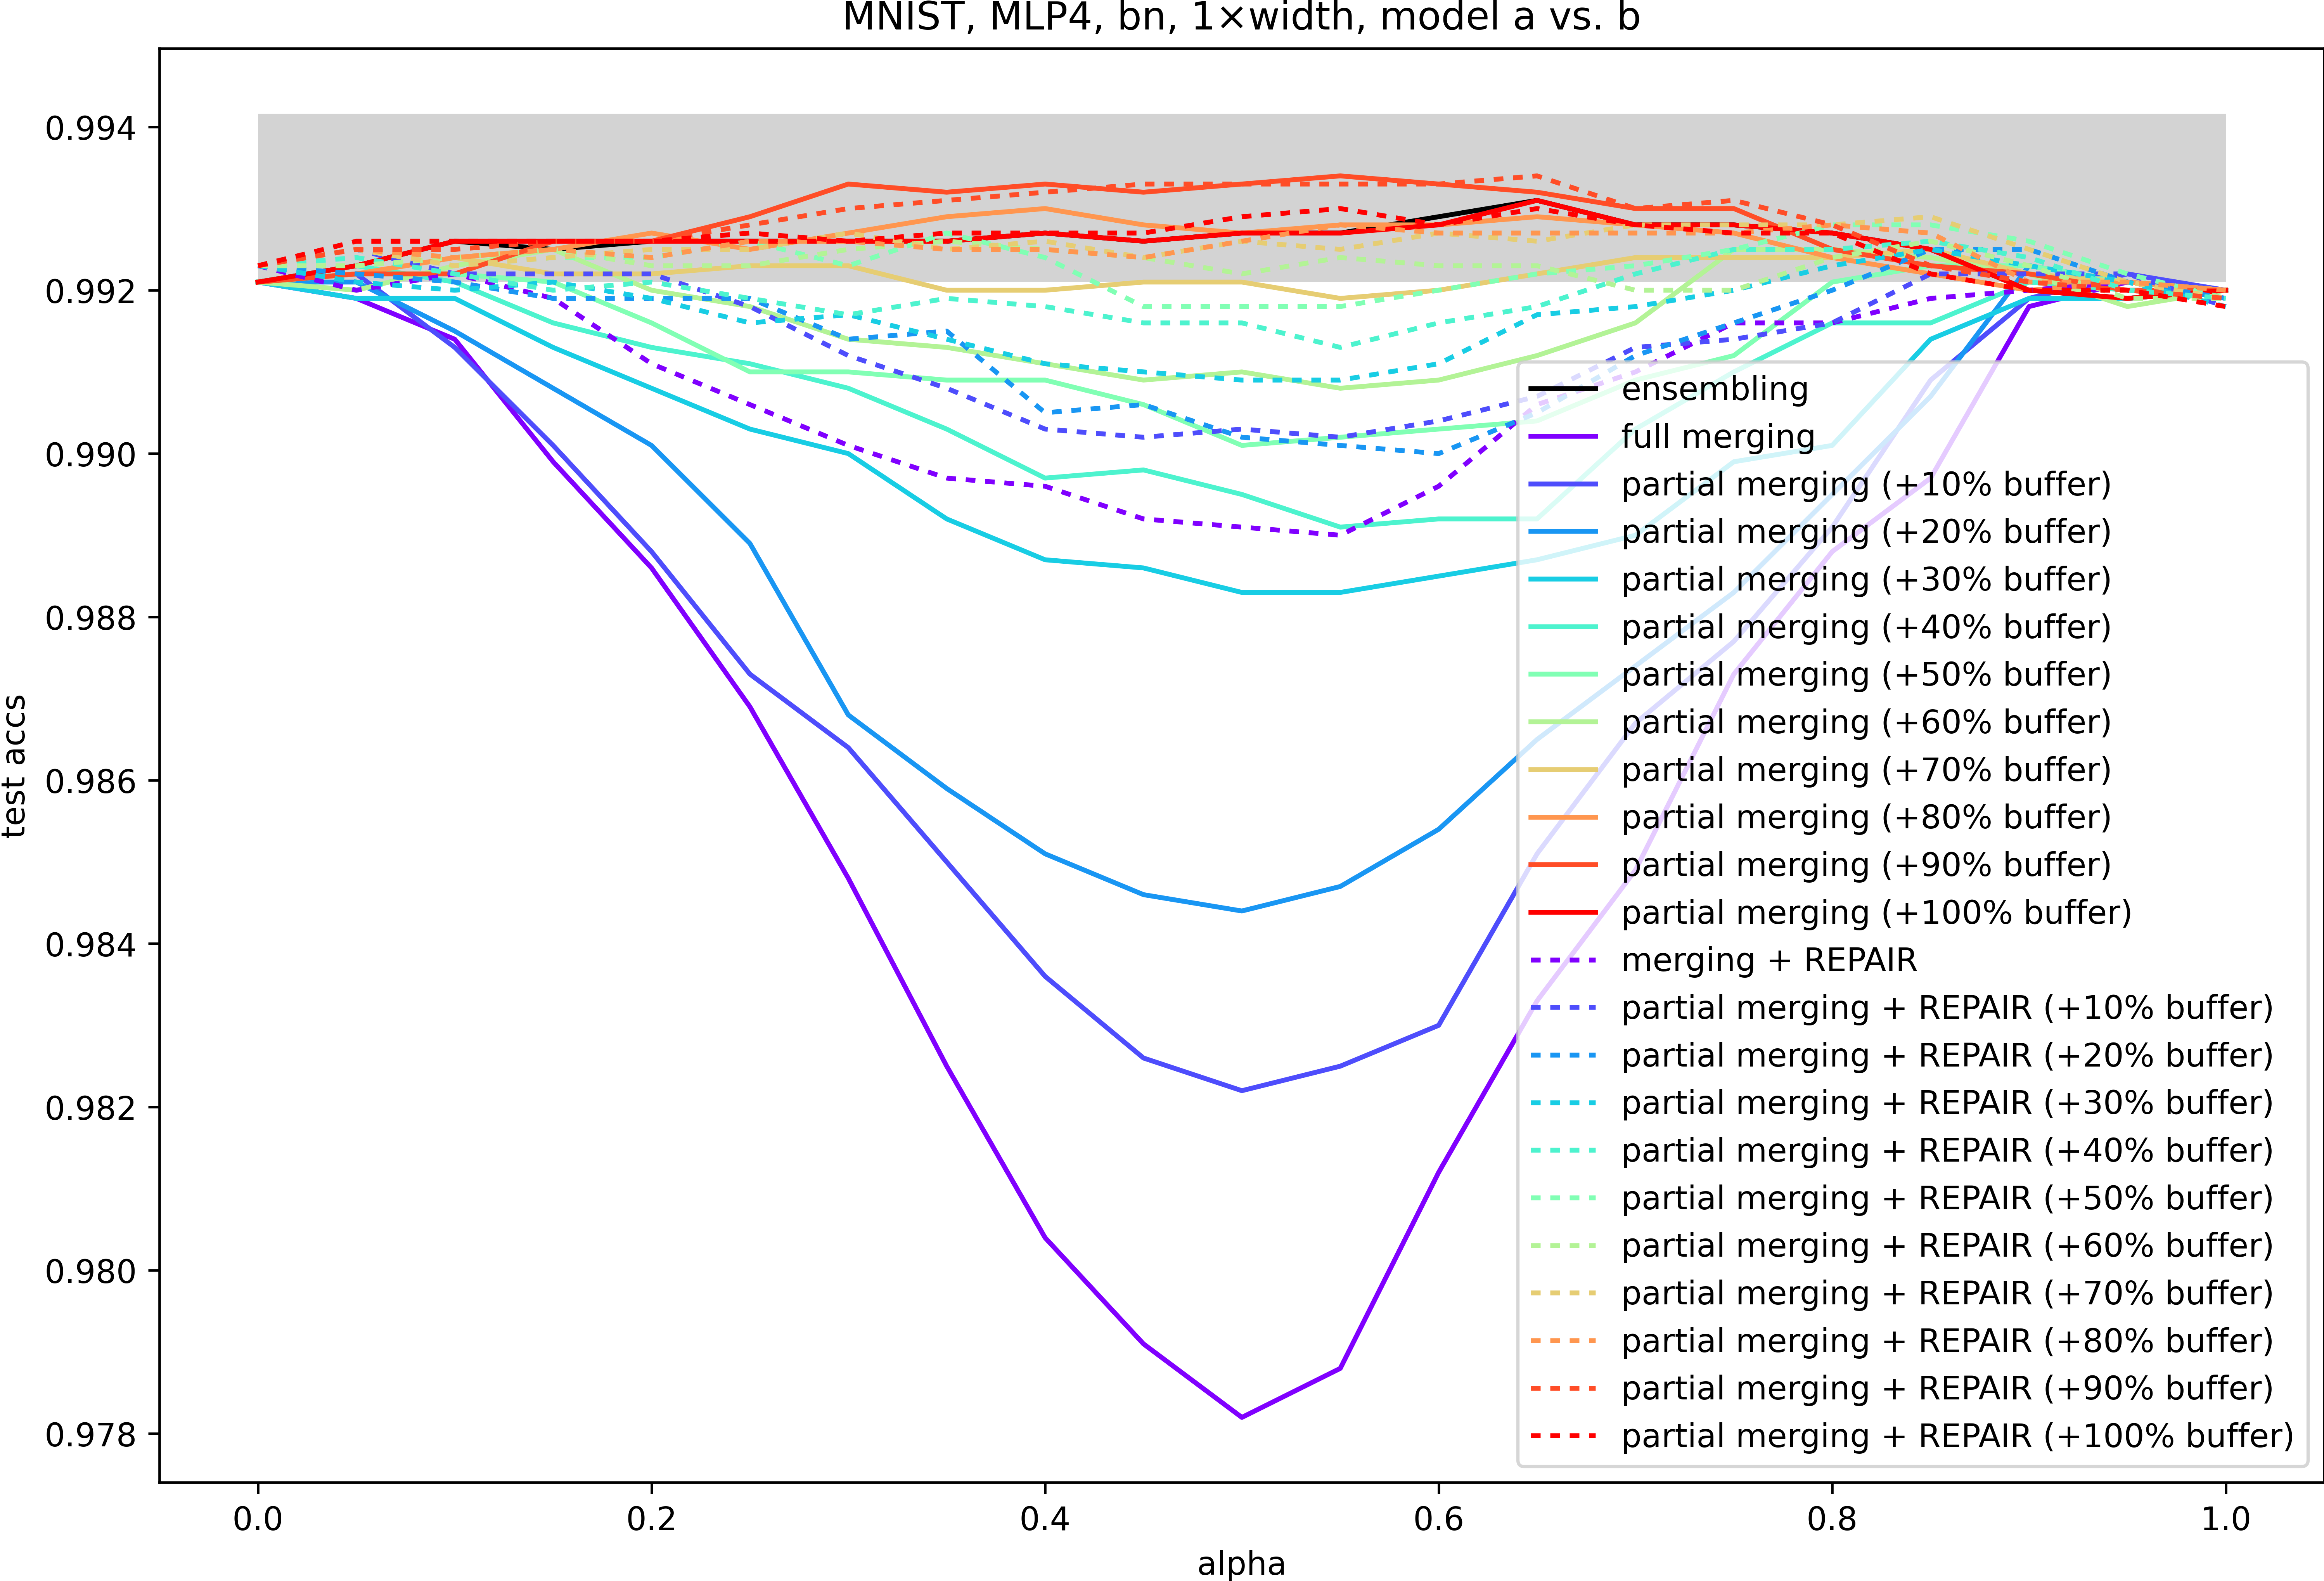 MNIST, MLP4, bn, 1×width, model a vs. b
test accs
0.994
0.992
0.990
0.988
0.986
0.984
0.982
0.980
0.978
ensembling
full merging
partial merging (+10% buffer)
partial merging (+20% buffer)
partial merging (+30% buffer)
partial merging (+40% buffer)
partial merging (+50% buffer)
partial merging (+60% buffer)
partial merging (+70% buffer)
partial merging (+80% buffer)
partial merging (+90% buffer)
partial merging (+100% buffer)
merging + REPAIR
partial merging + REPAIR (+10% buffer)
partial merging + REPAIR (+20% buffer)
partial merging + REPAIR (+30% buffer)
partial merging + REPAIR (+40% buffer)
partial merging + REPAIR (+50% buffer)
partial merging + REPAIR (+60% buffer)
partial merging + REPAIR (+70% buffer)
partial merging + REPAIR (+80% buffer)
partial merging + REPAIR (+90% buffer)
partial merging + REPAIR (+100% buffer)
0.0 0.2 0.4 0.6 0.8 1.0
alpha